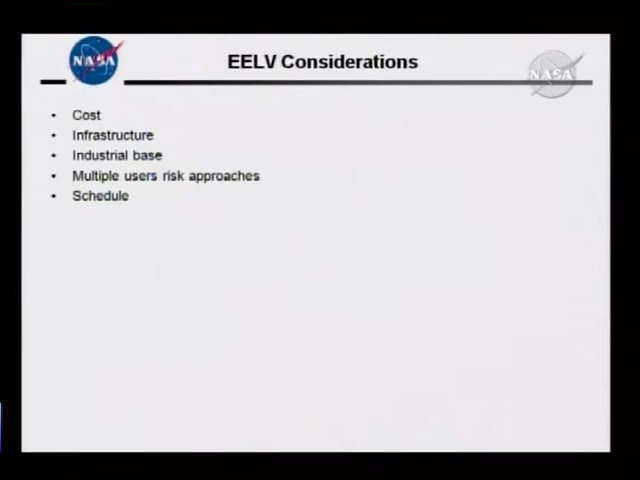 NASA
EELV Considerations
NASA
• Cost
• Infrastructure
• Industrial base
• Multiple users risk approaches
• Schedule